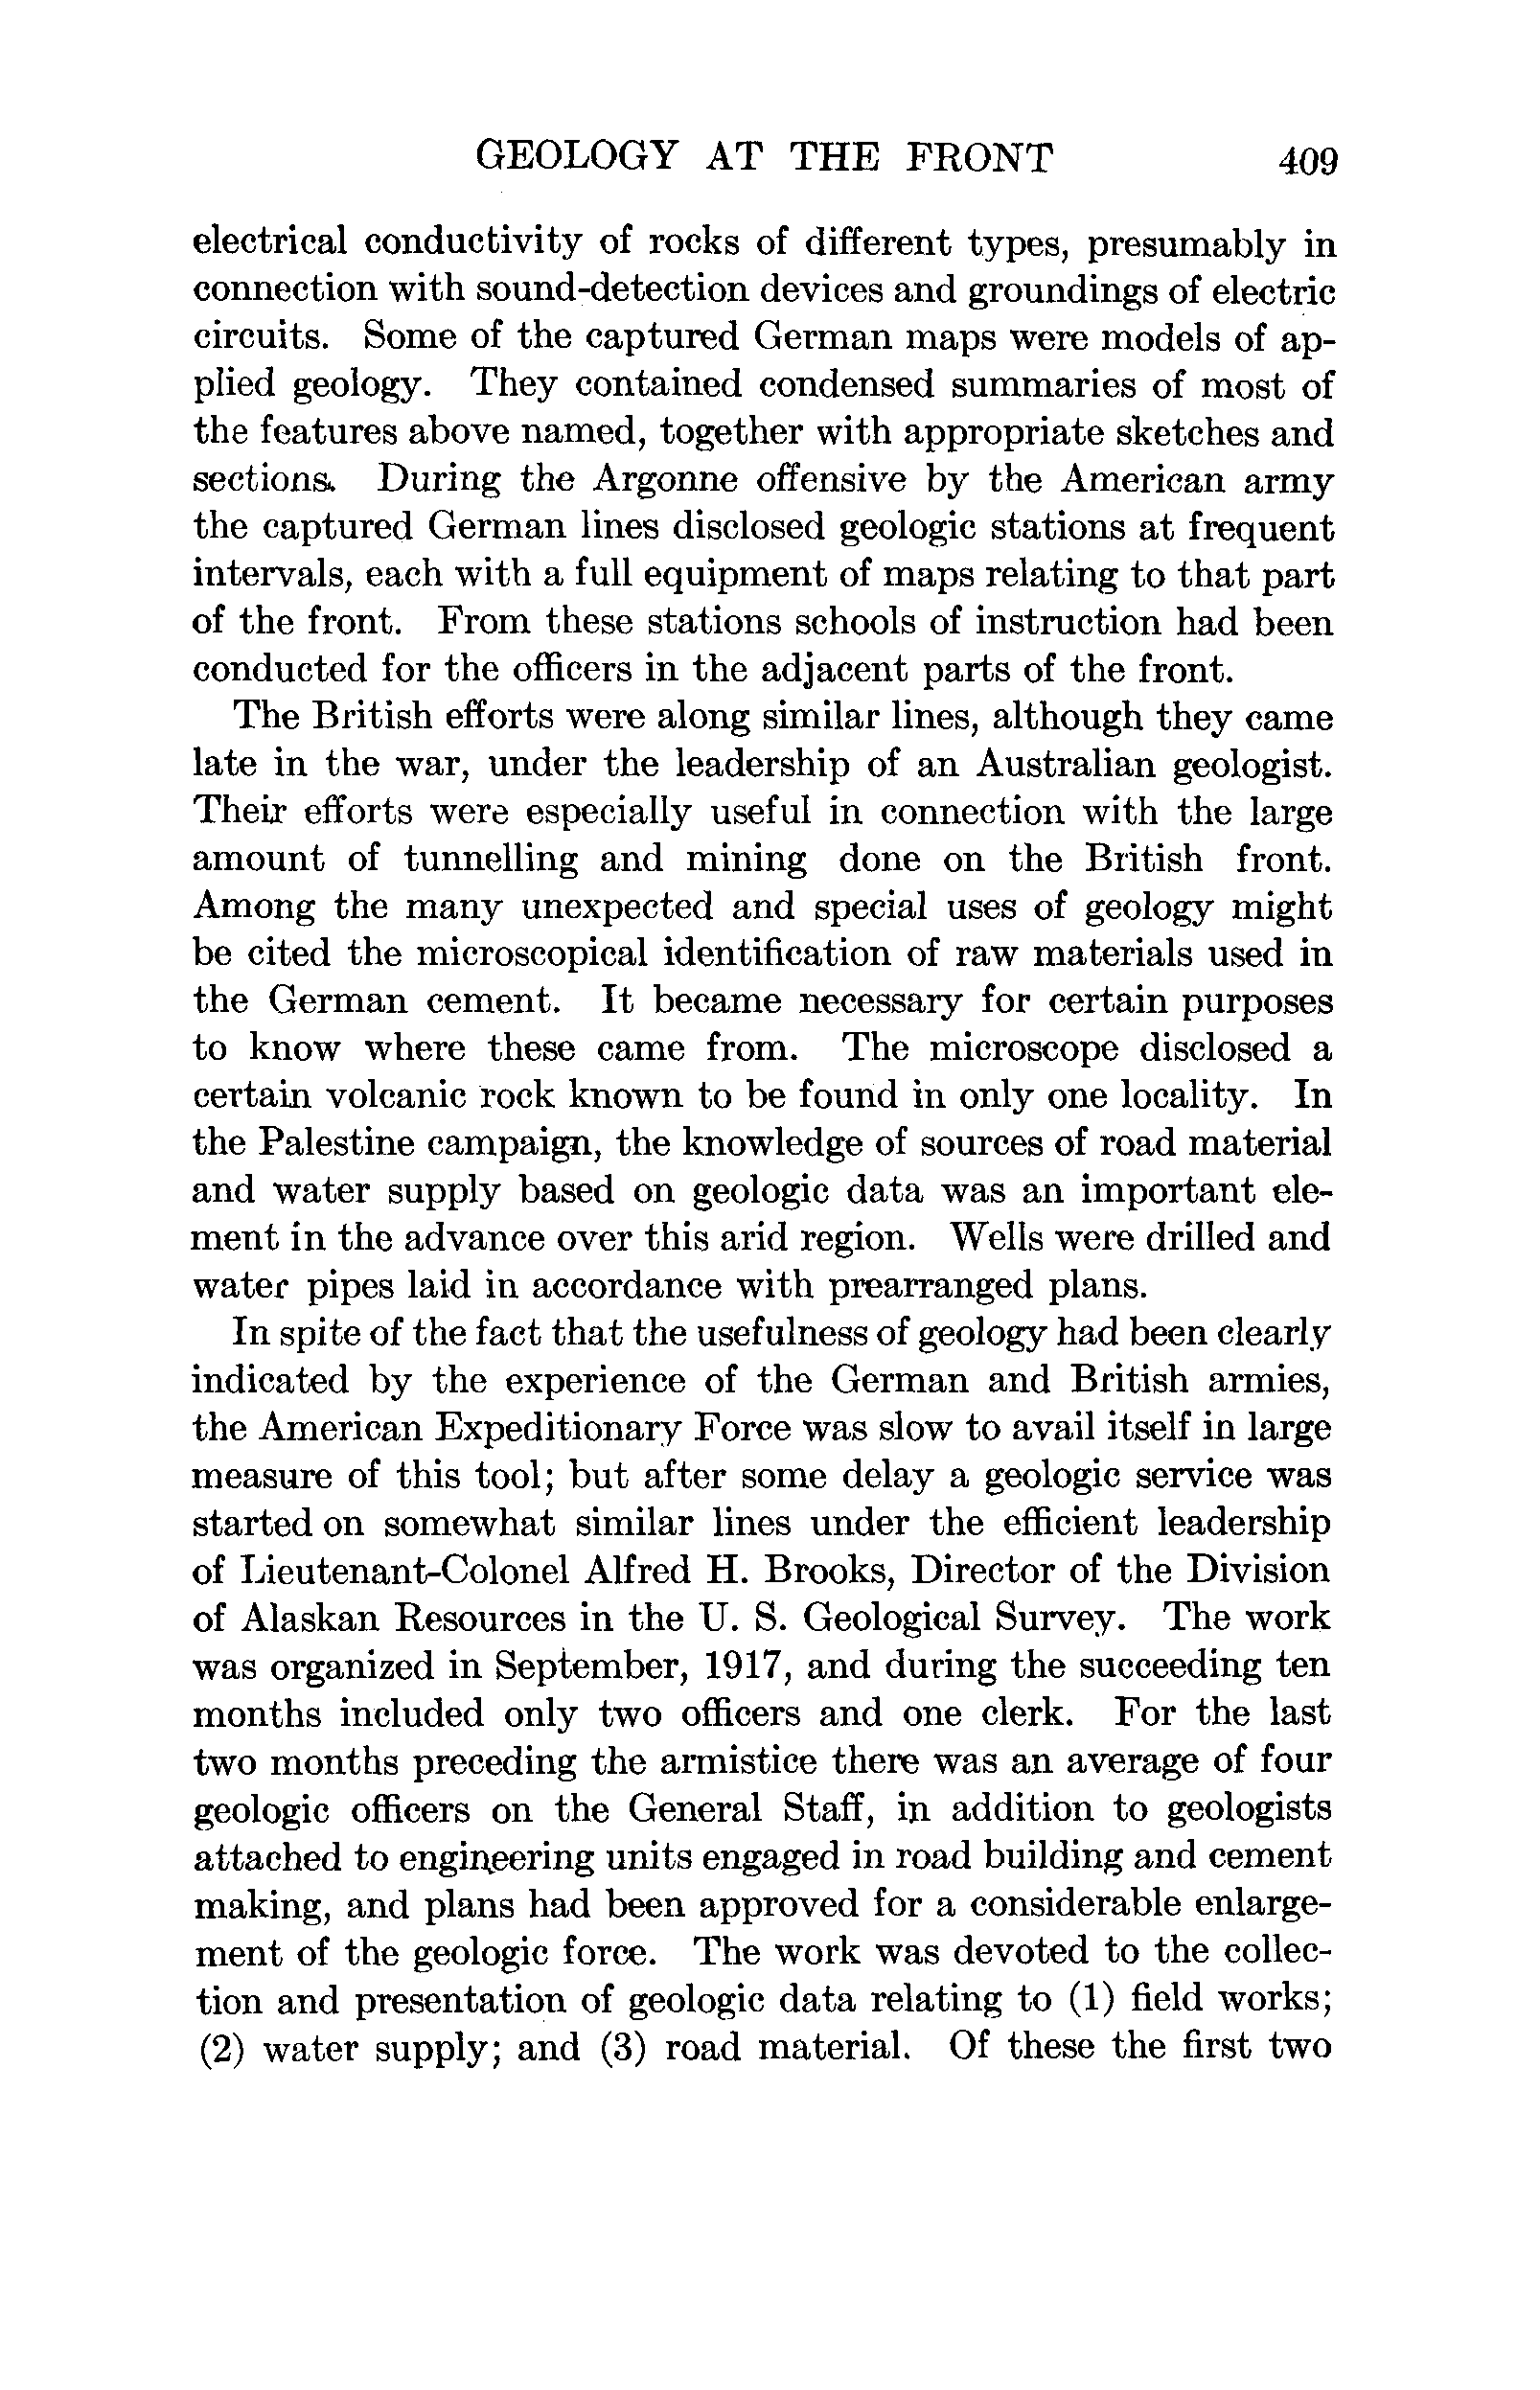 GEOLOGY AT THE FRONT 409
electrical conductivity of rocks of different types, presumably in
connection with sound-detection devices and groundings of electric
circuits. Some of the captured German maps were models of ap-
plied geology. They contained condensed summaries of most of
the features above named, together with appropriate sketches and
sections. During the Argonne offensive by the American army
the captured German lines disclosed geologic stations at frequent
intervals, each with a full equipment of maps relating to that part
of the front. From these stations schools of instruction had been
conducted for the officers in the adjacent parts of the front.
The British efforts were along similar lines, although they came
late in the war, under the leadership of an Australian geologist.
Their efforts were especially useful in connection with the large
amount of tunnelling and mining done on the British front.
Among the many unexpected and special uses of geology might
be cited the microscopical identification of raw materials used in
the German cement. It became necessary for certain purposes
to know where these came from. The microscope disclosed a
certain volcanic rock known to be found in only one locality. In
the Palestine campaign, the knowledge of sources of road material
and water supply based on geologic data was an important ele-
ment in the advance over this arid region. Wells were drilled and
water pipes laid in accordance with prearranged plans.
In spite of the fact that the usefulness of geology had been clearly
indicated by the experience of the German and British armies,
the American Expeditionary Force was slow to avail itself in large
measure of this tool; but after some delay a geologic service was
started on somewhat similar lines under the efficient leadership
of Lieutenant-Colonel Alfred H. Brooks, Director of the Division
of Alaskan Resources in the U. S. Geological Survey. The work
was organized in September, 1917, and during the succeeding ten
months included only two officers and one clerk. For the last
two months preceding the armistice there was an average of four
geologic officers on the General Staff, in addition to geologists
attached to engineering units engaged in road building and cement
making, and plans had been approved for a considerable enlarge-
ment of the geologic force. The work was devoted to the collec-
tion and presentation of geologic data relating to (1) field works;
(2) water supply; and (3) road material. Of these the first two